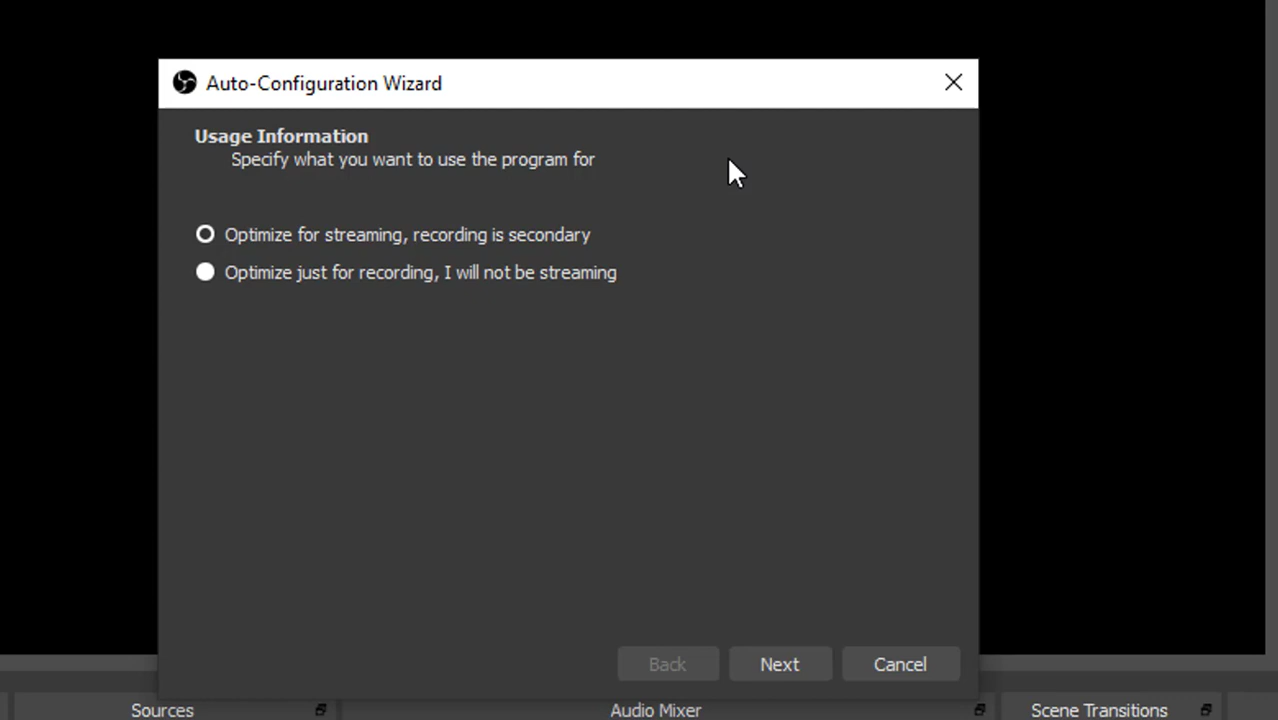 Auto-Configuration Wizard
Usage Information
Specify what you want to use the program for
Optimize for streaming, recording is secondary
Optimize just for recording, I will not be streaming
Back
Next
Cancel
Sources
Audio Mixer
Scene Transitions